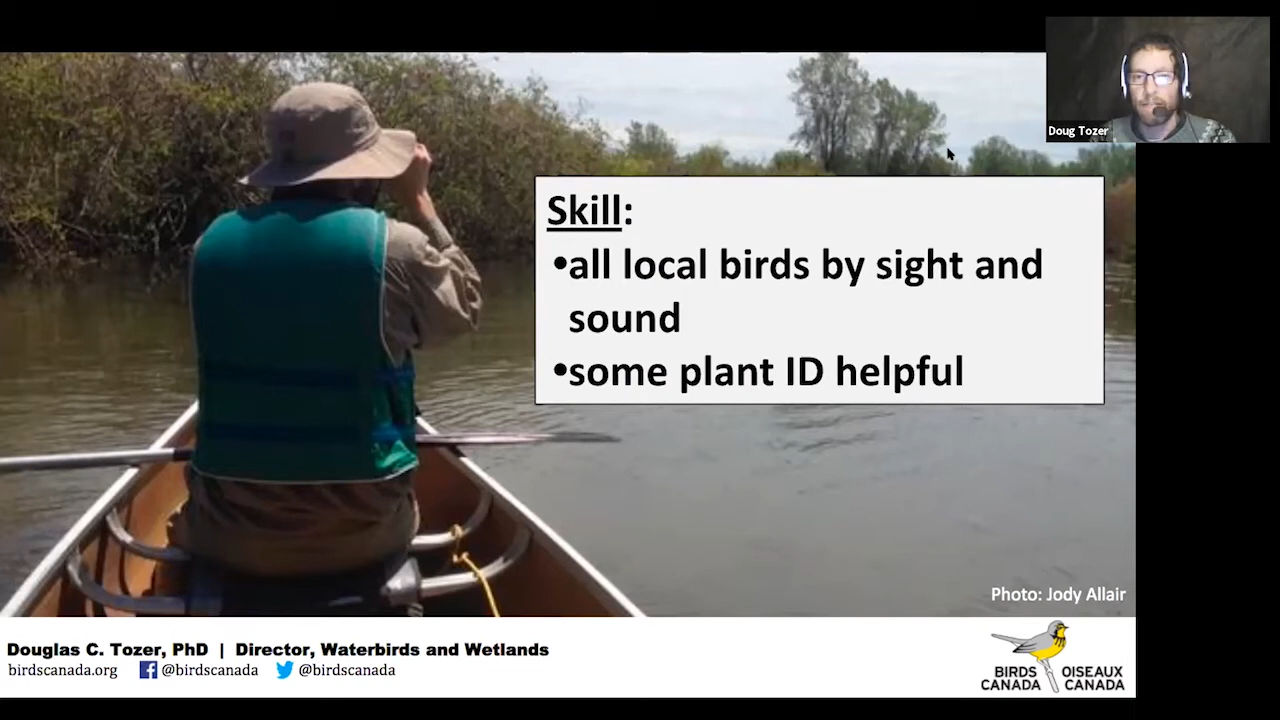 Doug Tozer
Skill:
•all local birds by sight and
sound
•some plant ID helpful
Photo: Jody Allair
Douglas C. Tozer, PhD | Director, Waterbirds and Wetlands
birdscanada.org @birdscanada @birdscanada
BIRDS OISEAUX
CANADA CANADA